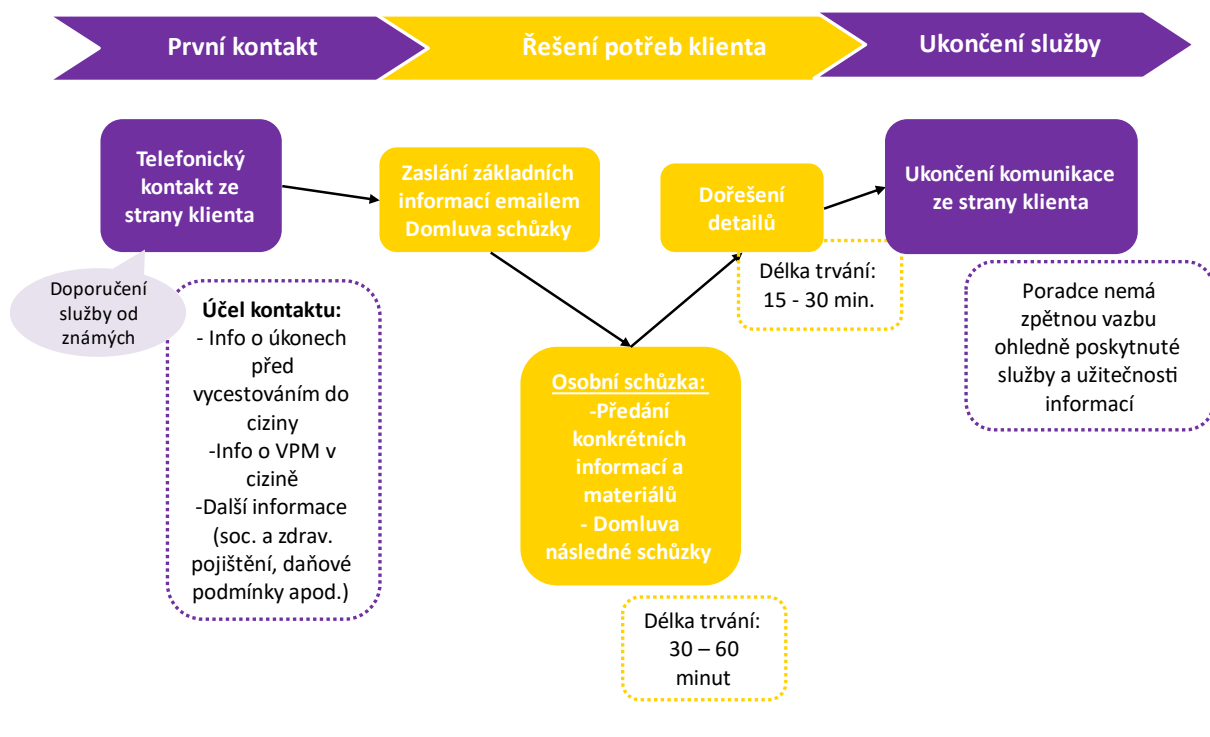 První kontakt
Řešení potřeb klienta
Ukončení služby
Telefonický
kontakt ze
strany klienta
Doporučení
služby od
známých
Účel kontaktu:
- Info o úkonech
před
vycestováním do
ciziny
-Info o VPM v
cizině
-Další informace
(soc. a zdrav.
pojištění, daňové
podmínky apod.)
Zaslání základních
informací emailem
Domluva schůzky
Osobní schůzka:
-Předání
konkrétních
informací a
materiálů
- Domluva
následné schůzky
Délka trvání:
30 – 60
minut
Dořešení
detailů
Délka trvání:
15 - 30 min.
Ukončení komunikace
ze strany klienta
Poradce nemá
zpětnou vazbu
ohledně poskytnuté
služby a užitečnosti
informací